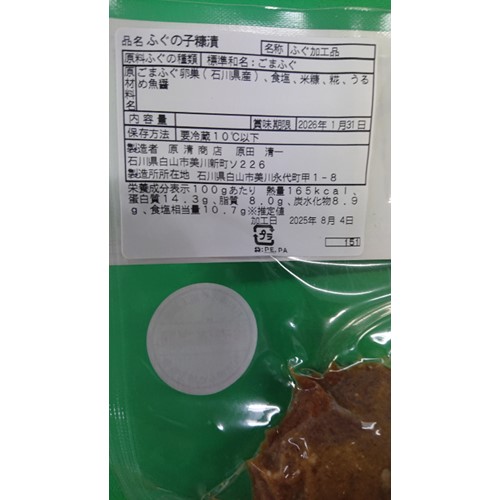 品名 ふぐの子糠漬
名称 ふぐ加工品
原料ふぐの種類 標準和名：ごまふぐ
原材料名 ごまふぐ卵巣（石川県産）、食塩、米糠、糀、うるめ魚醤
内容量
賞味期限 2026年1月31日
保存方法 要冷蔵10℃以下
製造者 原清商店 原田 清一
石川県白山市美川新町ソ226
製造所所在地 石川県白山市美川永代町甲1-8
栄養成分表示100gあたり 熱量165kcal、
蛋白質14.3g、脂質 8.0g、炭水化物8.9
g、食塩相当量10.7g※推定値
加工日 2025年8月4日
プラ
袋:PE,PA
151